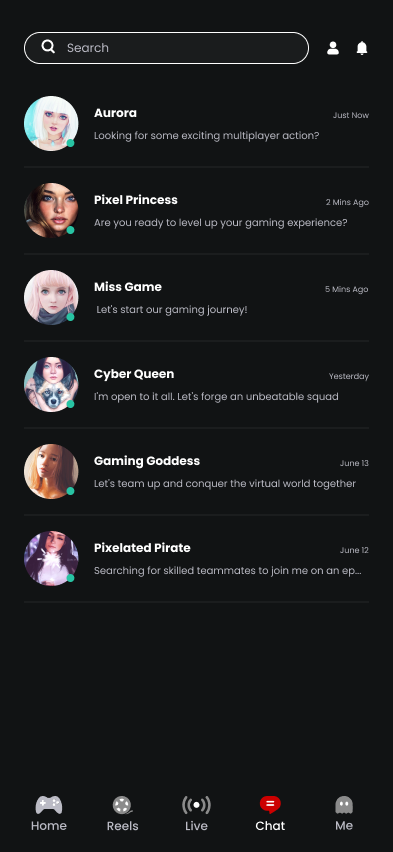 Search
Aurora
Just Now
Looking for some exciting multiplayer action?
Pixel Princess
2 Mins Ago
Are you ready to level up your gaming experience?
Miss Game
5 Mins Ago
Let's start our gaming journey!
Cyber Queen
Yesterday
I'm open to it all. Let's forge an unbeatable squad
Gaming Goddess
June 13
Let's team up and conquer the virtual world together
Pixelated Pirate
June 12
Searching for skilled teammates to join me on an ep...
Home Reels Live Chat Me